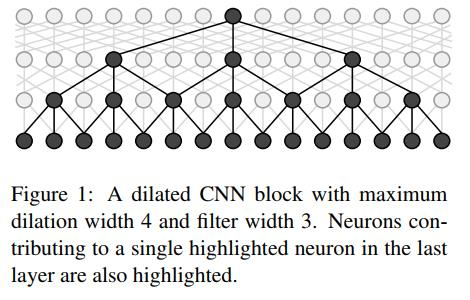 Figure 1: A dilated CNN block with maximum
dilation width 4 and filter width 3. Neurons con-
tributing to a single highlighted neuron in the last
layer are also highlighted.